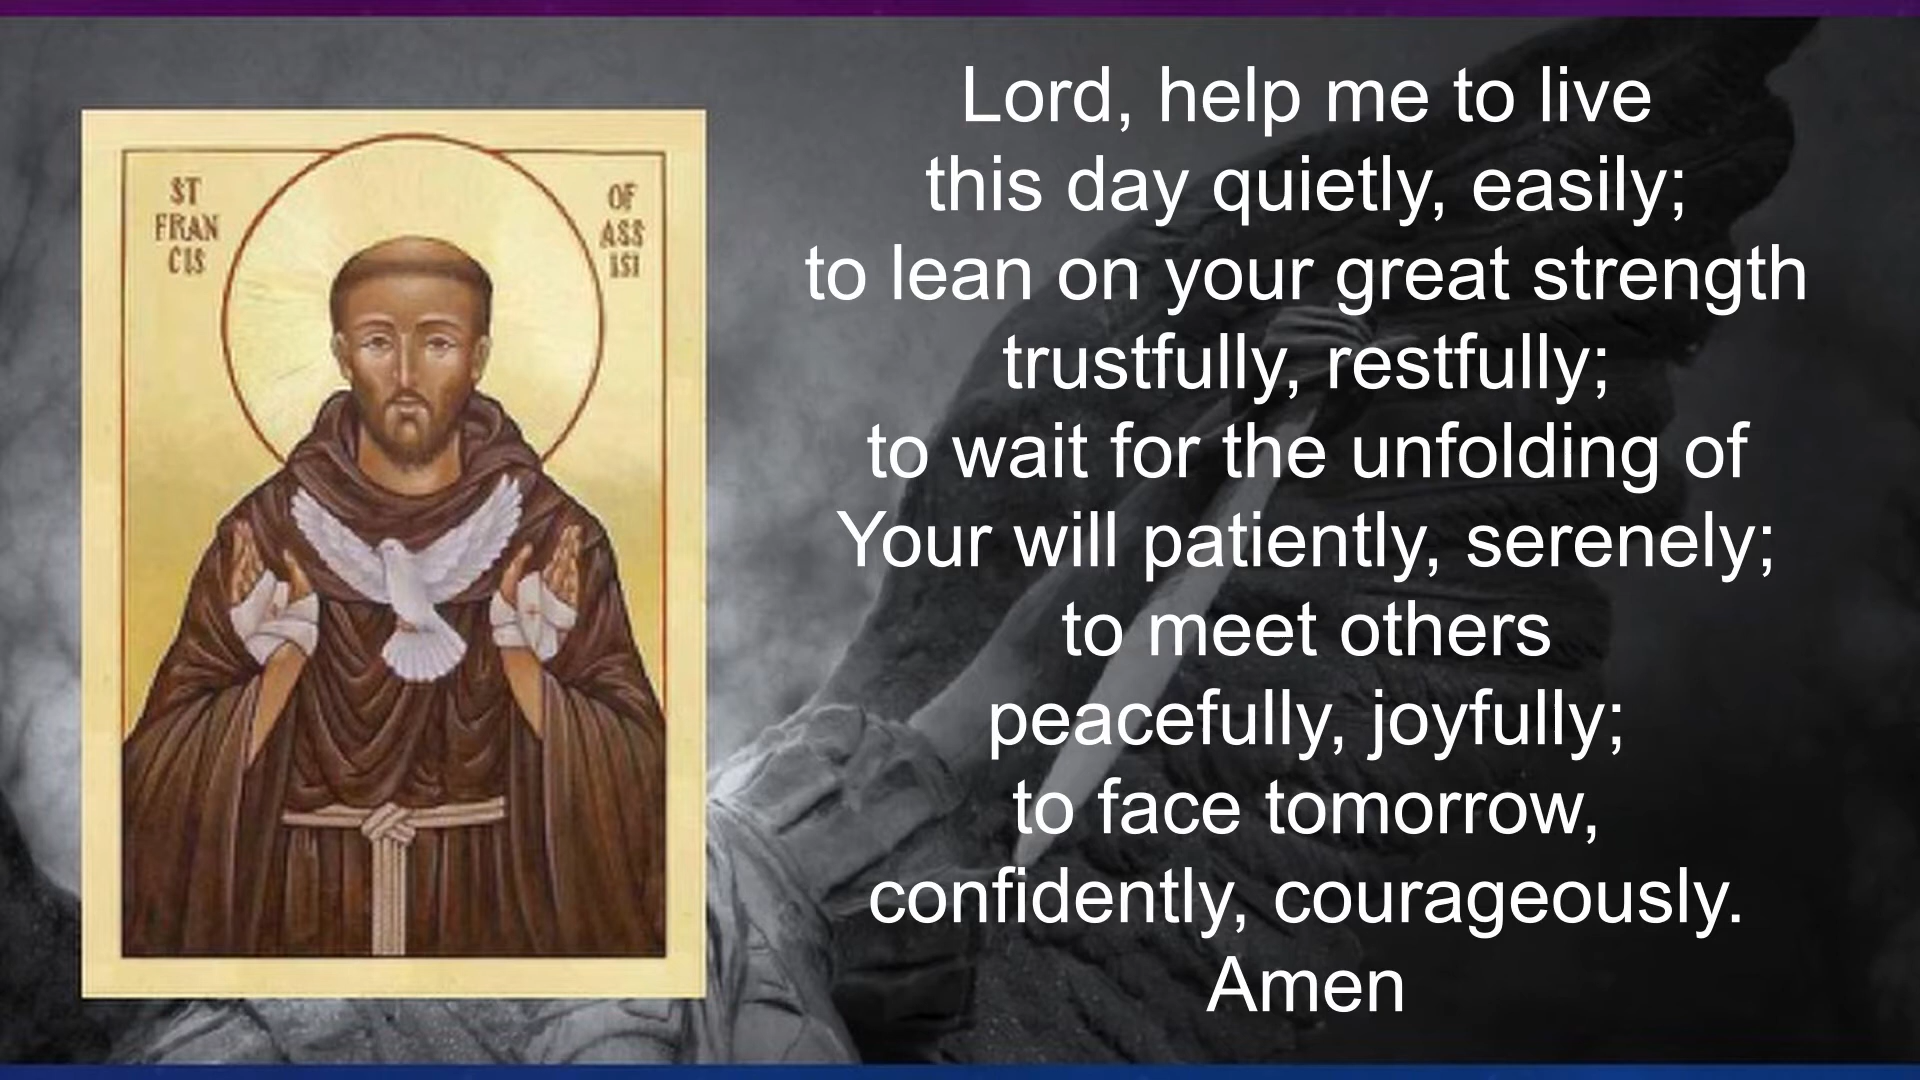 ST
FRAN
CIS
OF
ASS
ISI
Lord, help me to live
this day quietly, easily;
to lean on your great strength
trustfully, restfully;
to wait for the unfolding of
Your will patiently, serenely;
to meet others
peacefully, joyfully;
to face tomorrow,
confidently, courageously.
Amen